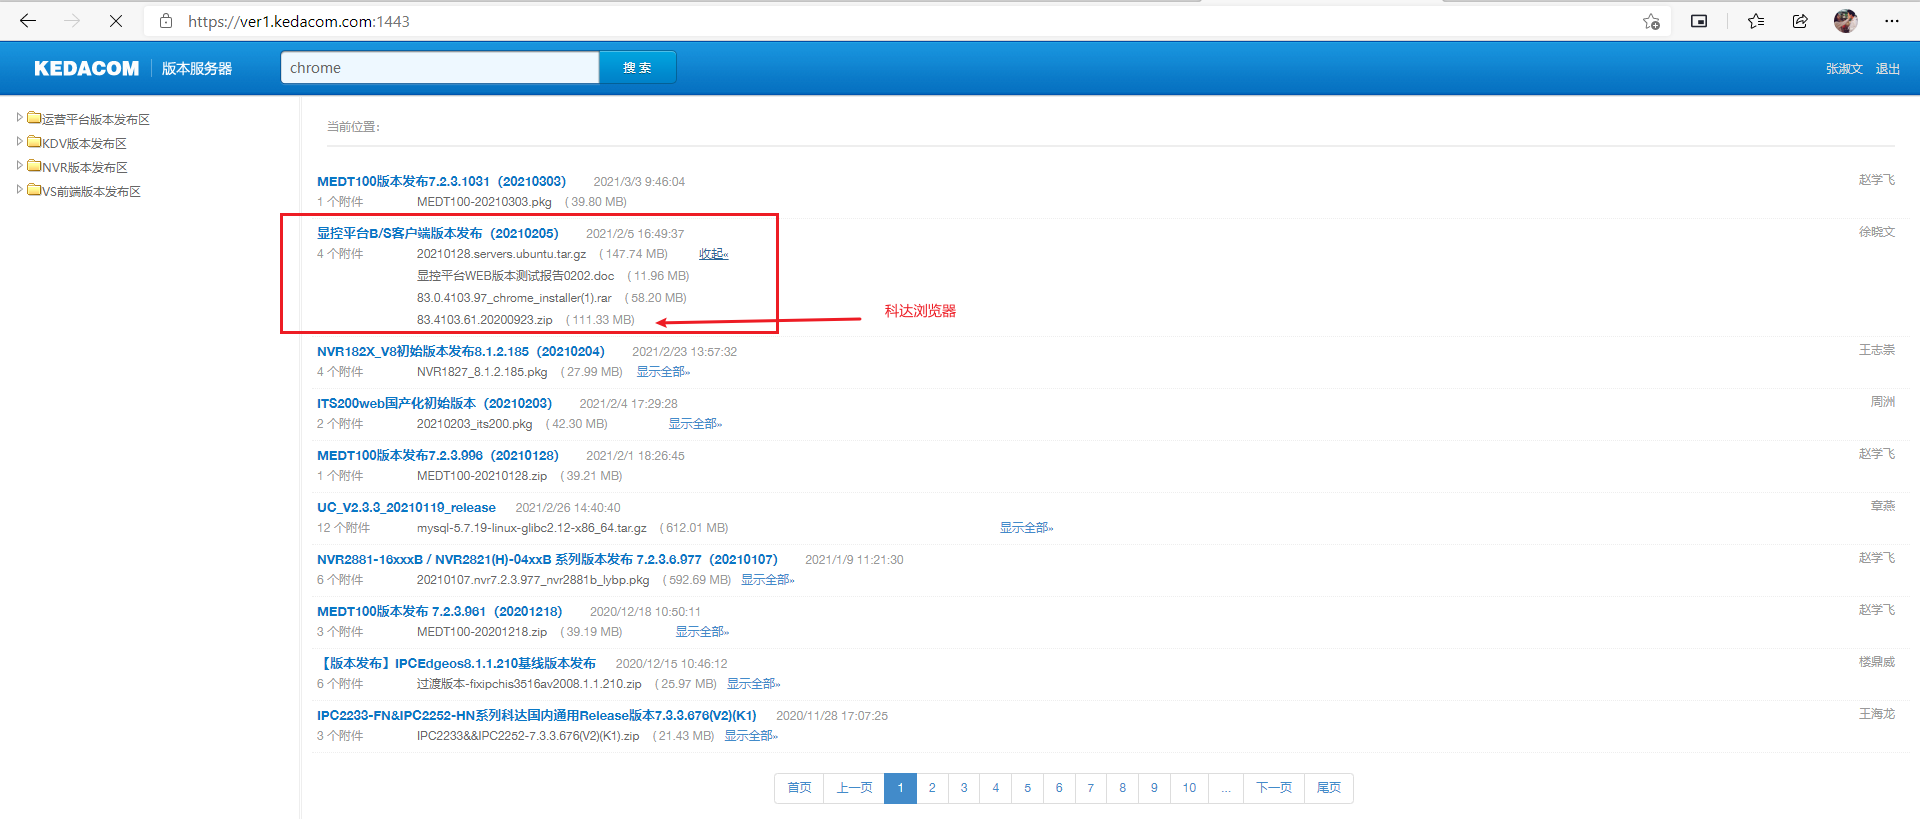 https://ver1.kedacom.com:1443
KEDACOM 版本服务器 chrome 搜索 张淑文 退出
运营平台版本发布区
KDV版本发布区
NVR版本发布区
VS前端版本发布区
当前位置：
MEDT100版本发布7.2.3.1031（20210303） 2021/3/3 9:46:04 赵学飞
1 个附件 MEDT100-20210303.pkg ( 39.80 MB)
显控平台B/S客户端版本发布（20210205） 2021/2/5 16:49:37 徐晓文
4 个附件 20210128.servers.ubuntu.tar.gz ( 147.74 MB) 收起«
显控平台WEB版本测试报告0202.doc ( 11.96 MB)
83.0.4103.97_chrome_installer(1).rar ( 58.20 MB)
83.4103.61.20200923.zip ( 111.33 MB)
科达浏览器
NVR182X_V8初始版本发布8.1.2.185（20210204） 2021/2/23 13:57:32 王志崇
4 个附件 NVR1827_8.1.2.185.pkg ( 27.99 MB) 显示全部»
ITS200web国产化初始版本（20210203） 2021/2/4 17:29:28 周洲
2 个附件 20210203_its200.pkg ( 42.30 MB) 显示全部»
MEDT100版本发布7.2.3.996（20210128） 2021/2/1 18:26:45 赵学飞
1 个附件 MEDT100-20210128.zip ( 39.21 MB)
UC_V2.3.3_20210119_release 2021/2/26 14:40:40 章燕
12 个附件 mysql-5.7.19-linux-glibc2.12-x86_64.tar.gz ( 612.01 MB) 显示全部»
NVR2881-16xxxB / NVR2821(H)-04xxB 系列版本发布 7.2.3.6.977（20210107） 2021/1/9 11:21:30 赵学飞
6 个附件 20210107.nvr7.2.3.977_nvr2881b_lybp.pkg ( 592.69 MB) 显示全部»
MEDT100版本发布 7.2.3.961（20201218） 2020/12/18 10:50:11 赵学飞
3 个附件 MEDT100-20201218.zip ( 39.19 MB) 显示全部»
【版本发布】IPCEdgeos8.1.1.210基线版本发布 2020/12/15 10:46:12 楼鼎威
6 个附件 过渡版本-fixipchis3516av2008.1.1.210.zip ( 25.97 MB) 显示全部»
IPC2233-FN&IPC2252-HN系列科达国内通用Release版本7.3.3.676(V2)(K1) 2020/11/28 17:07:25 王海龙
3 个附件 IPC2233&&IPC2252-7.3.3.676(V2)(K1).zip ( 21.43 MB) 显示全部»
首页 上一页 1 2 3 4 5 6 7 8 9 10 ... 下一页 尾页